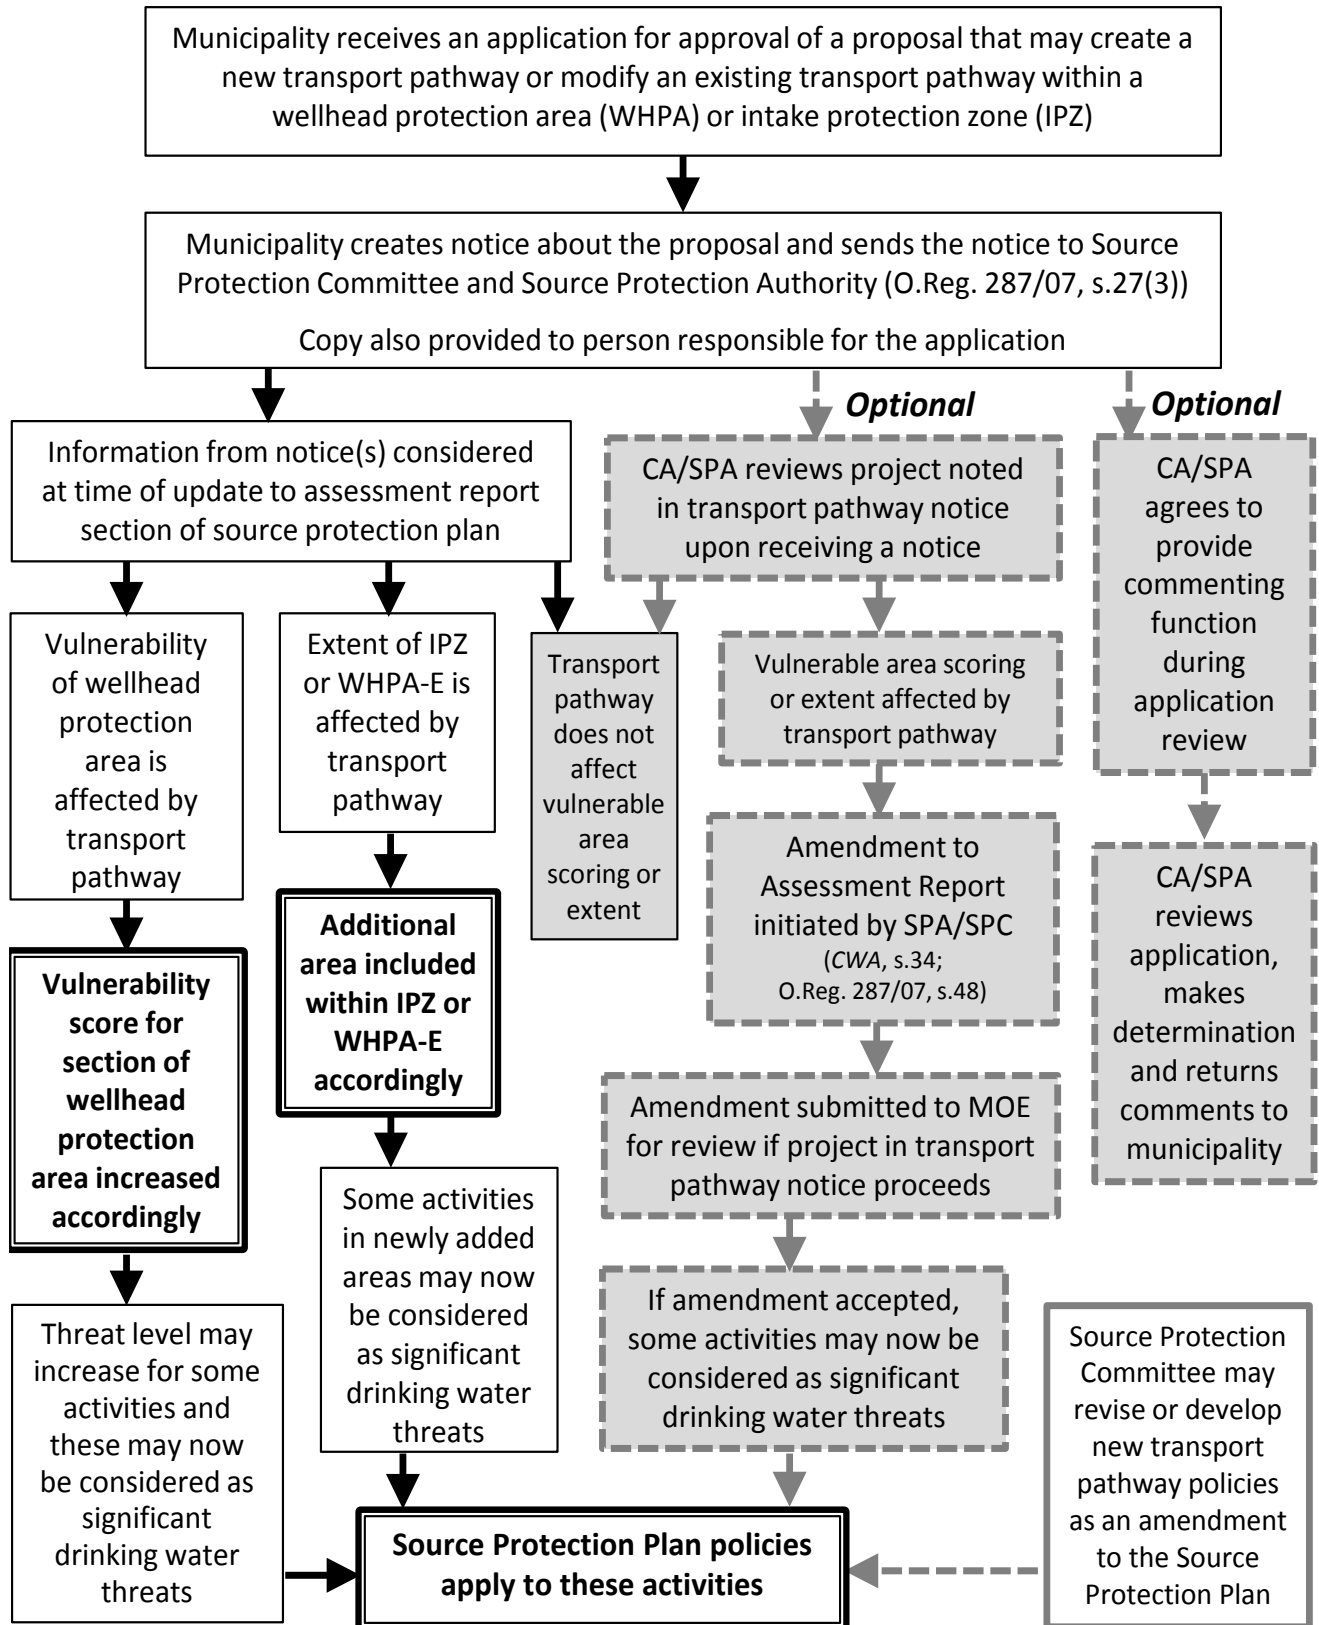 Municipality receives an application for approval of a proposal that may create a
new transport pathway or modify an existing transport pathway within a
wellhead protection area (WHPA) or intake protection zone (IPZ)
Municipality creates notice about the proposal and sends the notice to Source
Protection Committee and Source Protection Authority (O.Reg. 287/07, s.27(3))
Copy also provided to person responsible for the application
Optional
Optional
Information from notice(s) considered
at time of update to assessment report
section of source protection plan
CA/SPA reviews project noted
in transport pathway notice
upon receiving a notice
CA/SPA
agrees to
provide
commenting
function
during
application
review
Vulnerability
of wellhead
protection
area is
affected by
transport
pathway
Extent of IPZ
or WHPA-E is
affected by
transport
pathway
Transport
pathway
does not
affect
vulnerable
area
scoring or
extent
Vulnerable area scoring
or extent affected by
transport pathway
Amendment to
Assessment Report
initiated by SPA/SPC
(CWA, s.34;
O.Reg. 287/07, s.48)
CA/SPA
reviews
application,
makes
determination
and returns
comments to
municipality
Vulnerability
score for
section of
wellhead
protection
area increased
accordingly
Additional
area included
within IPZ or
WHPA-E
accordingly
Amendment submitted to MOE
for review if project in transport
pathway notice proceeds
Some activities
in newly added
areas may now
be considered
as significant
drinking water
threats
If amendment accepted,
some activities may now be
considered as significant
drinking water threats
Threat level may
increase for some
activities and
these may now
be considered as
significant
drinking water
threats
Source Protection
Committee may
revise or develop
new transport
pathway policies
as an amendment
to the Source
Protection Plan
Source Protection Plan policies
apply to these activities